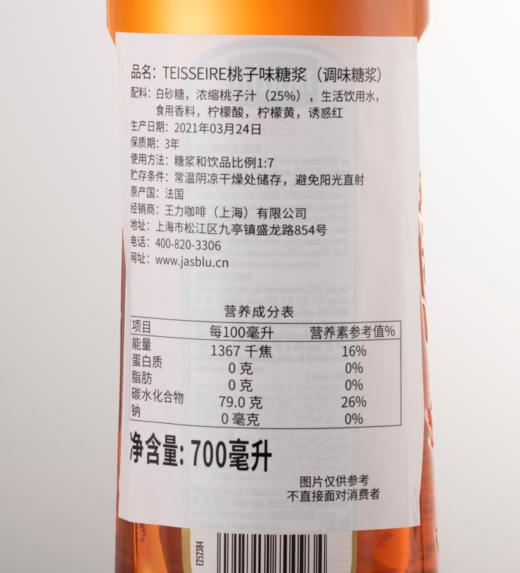 品名：TEISSEIRE桃子味糖浆（调味糖浆）
配料：白砂糖，浓缩桃子汁（25%），生活饮用水，
食用香料，柠檬酸，柠檬黄，诱惑红
生产日期：2021年03月24日
保质期：3年
使用方法：糖浆和饮品比例1:7
贮存条件：常温阴凉干燥处储存，避免阳光直射
原产国：法国
经销商：王力咖啡（上海）有限公司
地址：上海市松江区九亭镇盛龙路854号
电话：400-820-3306
网址：www.jasblu.cn
营养成分表
项目 每100毫升 营养素参考值%
能量 1367 千焦 16%
蛋白质 0 克 0%
脂肪 0 克 0%
碳水化合物 79.0 克 26%
钠 0 毫克 0%
净含量: 700毫升
图片仅供参考
不直接面对消费者
E252304